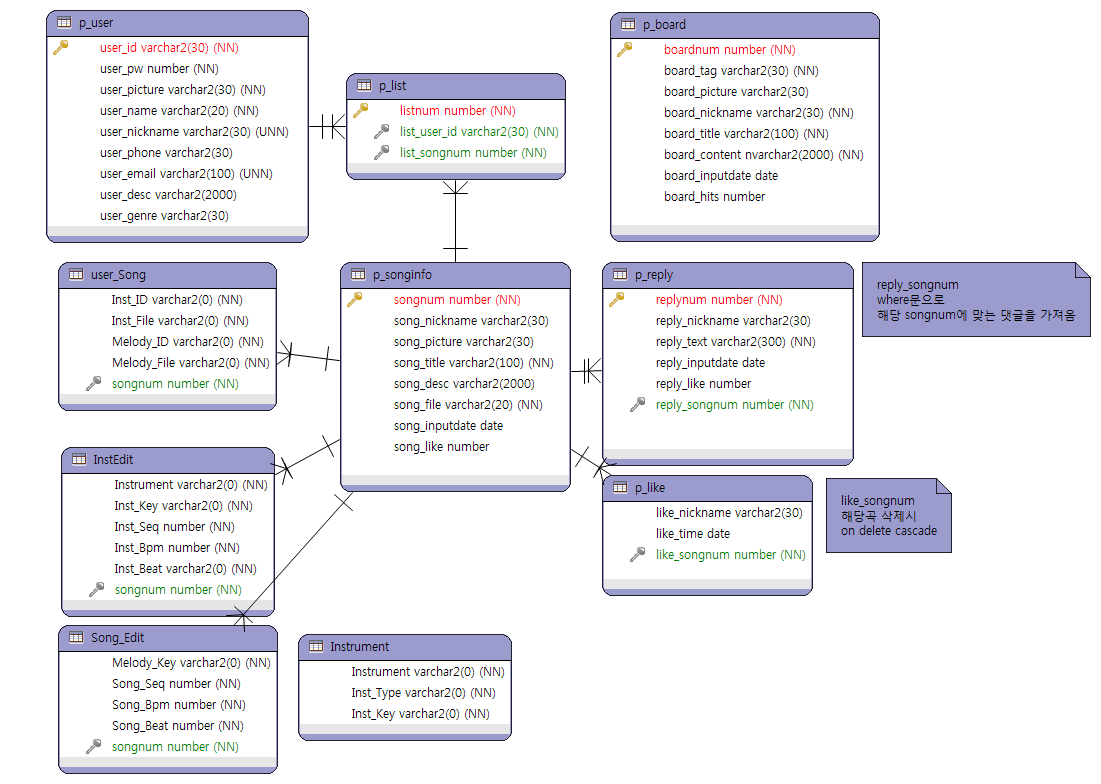 p_user
user_id varchar2(30) (NN)
user_pw number (NN)
user_picture varchar2(30) (NN)
user_name varchar2(20) (NN)
user_nickname varchar2(30) (UNN)
user_phone varchar2(30)
user_email varchar2(100) (UNN)
user_desc varchar2(2000)
user_genre varchar2(30)
p_list
listnum number (NN)
list_user_id varchar2(30) (NN)
list_songnum number (NN)
p_board
boardnum number (NN)
board_tag varchar2(30) (NN)
board_picture varchar2(30)
board_nickname varchar2(30) (NN)
board_title varchar2(100) (NN)
board_content nvarchar2(2000) (NN)
board_inputdate date
board_hits number
user_Song
Inst_ID varchar2(0) (NN)
Inst_File varchar2(0) (NN)
Melody_ID varchar2(0) (NN)
Melody_File varchar2(0) (NN)
songnum number (NN)
p_songinfo
songnum number (NN)
song_nickname varchar2(30)
song_picture varchar2(30)
song_title varchar2(100) (NN)
song_desc varchar2(2000)
song_file varchar2(20) (NN)
song_inputdate date
song_like number
p_reply
replynum number (NN)
reply_nickname varchar2(30)
reply_text varchar2(300) (NN)
reply_inputdate date
reply_like number
reply_songnum number (NN)
reply_songnum
where문으로
해당 songnum에 맞는 댓글을 가져옴
InstEdit
Instrument varchar2(0) (NN)
Inst_Key varchar2(0) (NN)
Inst_Seq number (NN)
Inst_Bpm number (NN)
Inst_Beat varchar2(0) (NN)
songnum number (NN)
p_like
like_nickname varchar2(30)
like_time date
like_songnum number (NN)
like_songnum
해당곡 삭제시
on delete cascade
Song_Edit
Melody_Key varchar2(0) (NN)
Song_Seq number (NN)
Song_Bpm number (NN)
Song_Beat number (NN)
songnum number (NN)
Instrument
Instrument varchar2(0) (NN)
Inst_Type varchar2(0) (NN)
Inst_Key varchar2(0) (NN)